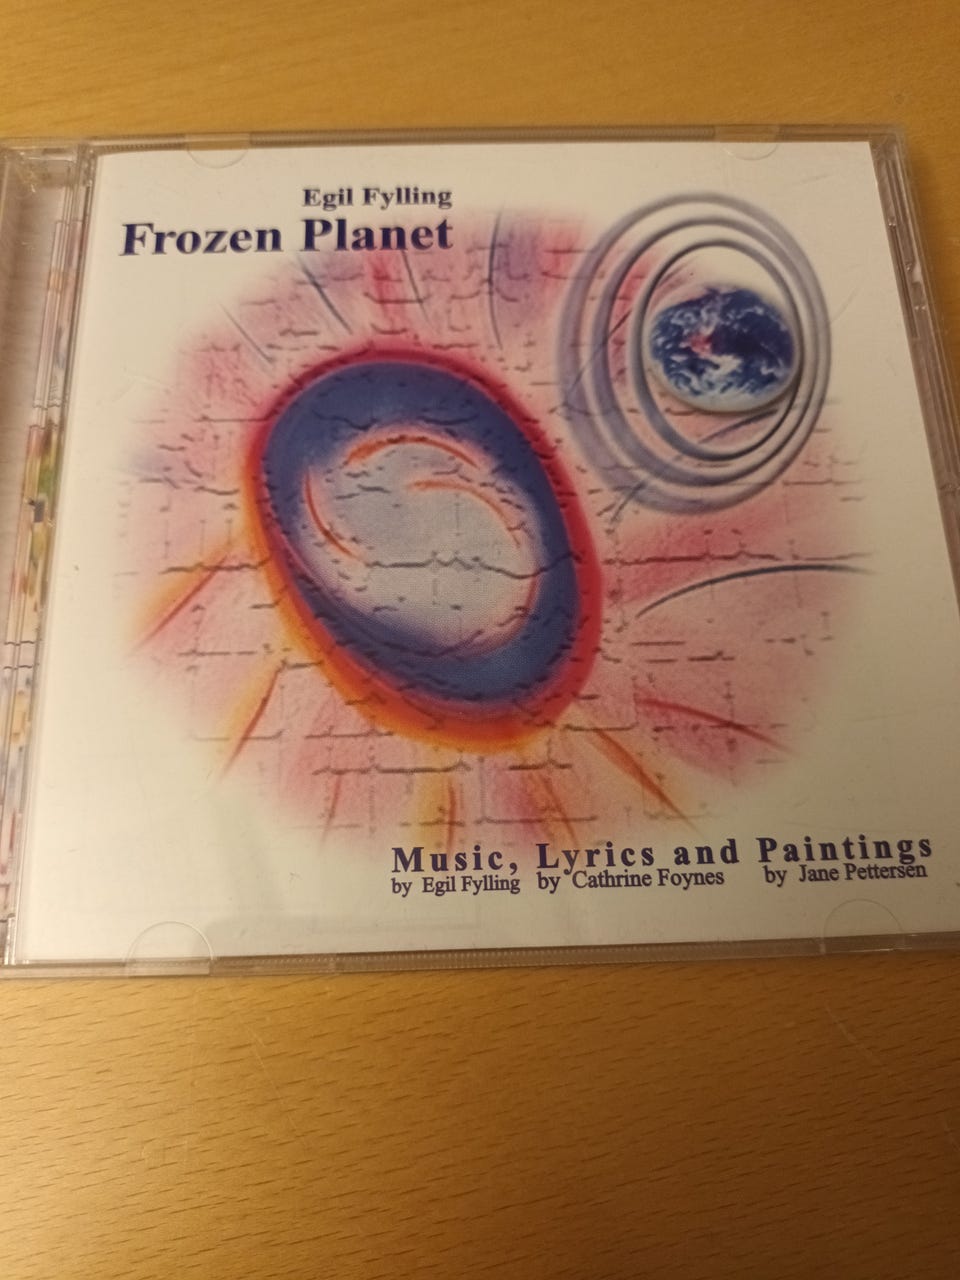 Egil Fylling
Frozen Planet
Music, Lyrics and Paintings
by Egil Fylling by Cathrine Foynes by Jane Pettersen